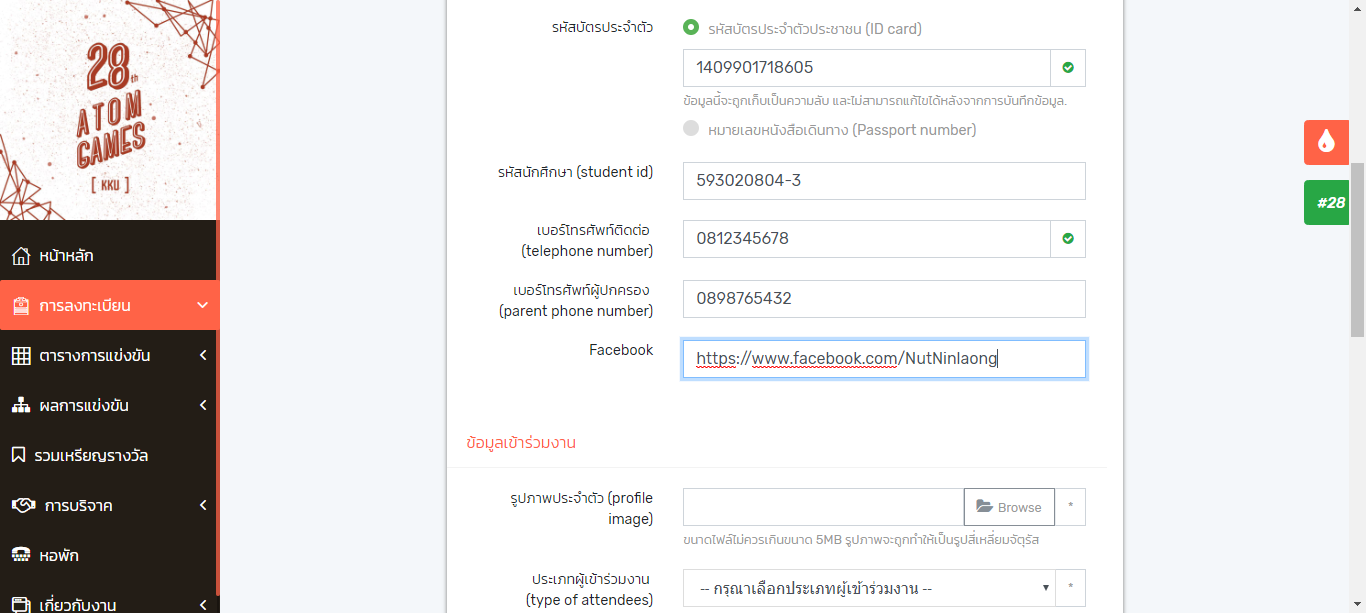 28th
ATOM
GAMES
[ KKU ]
หน้าหลัก
การลงทะเบียน
ตารางการแข่งขัน
ผลการแข่งขัน
รวมเหรียญรางวัล
การบริจาค
หอพัก
เกี่ยวกับงาน
รหัสบัตรประจำตัว
รหัสบัตรประจำตัวประชาชน (ID card)
1409901718605
ข้อมูลนี้จะถูกเก็บเป็นความลับ และไม่สามารถแก้ไขได้หลังจากการบันทึกข้อมูล.
หมายเลขหนังสือเดินทาง (Passport number)
รหัสนักศึกษา (student id)
593020804-3
เบอร์โทรศัพท์ติดต่อ
(telephone number)
0812345678
เบอร์โทรศัพท์ผู้ปกครอง
(parent phone number)
0898765432
Facebook
https://www.facebook.com/NutNinlaong
ข้อมูลเข้าร่วมงาน
รูปภาพประจำตัว (profile
image)
Browse
*
ขนาดไฟล์ไม่ควรเกินขนาด 5MB รูปภาพจะถูกทำให้เป็นรูปสี่เหลี่ยมจัตุรัส
ประเภทผู้เข้าร่วมงาน
(type of attendees)
-- กรุณาเลือกประเภทผู้เข้าร่วมงาน --
*
#28